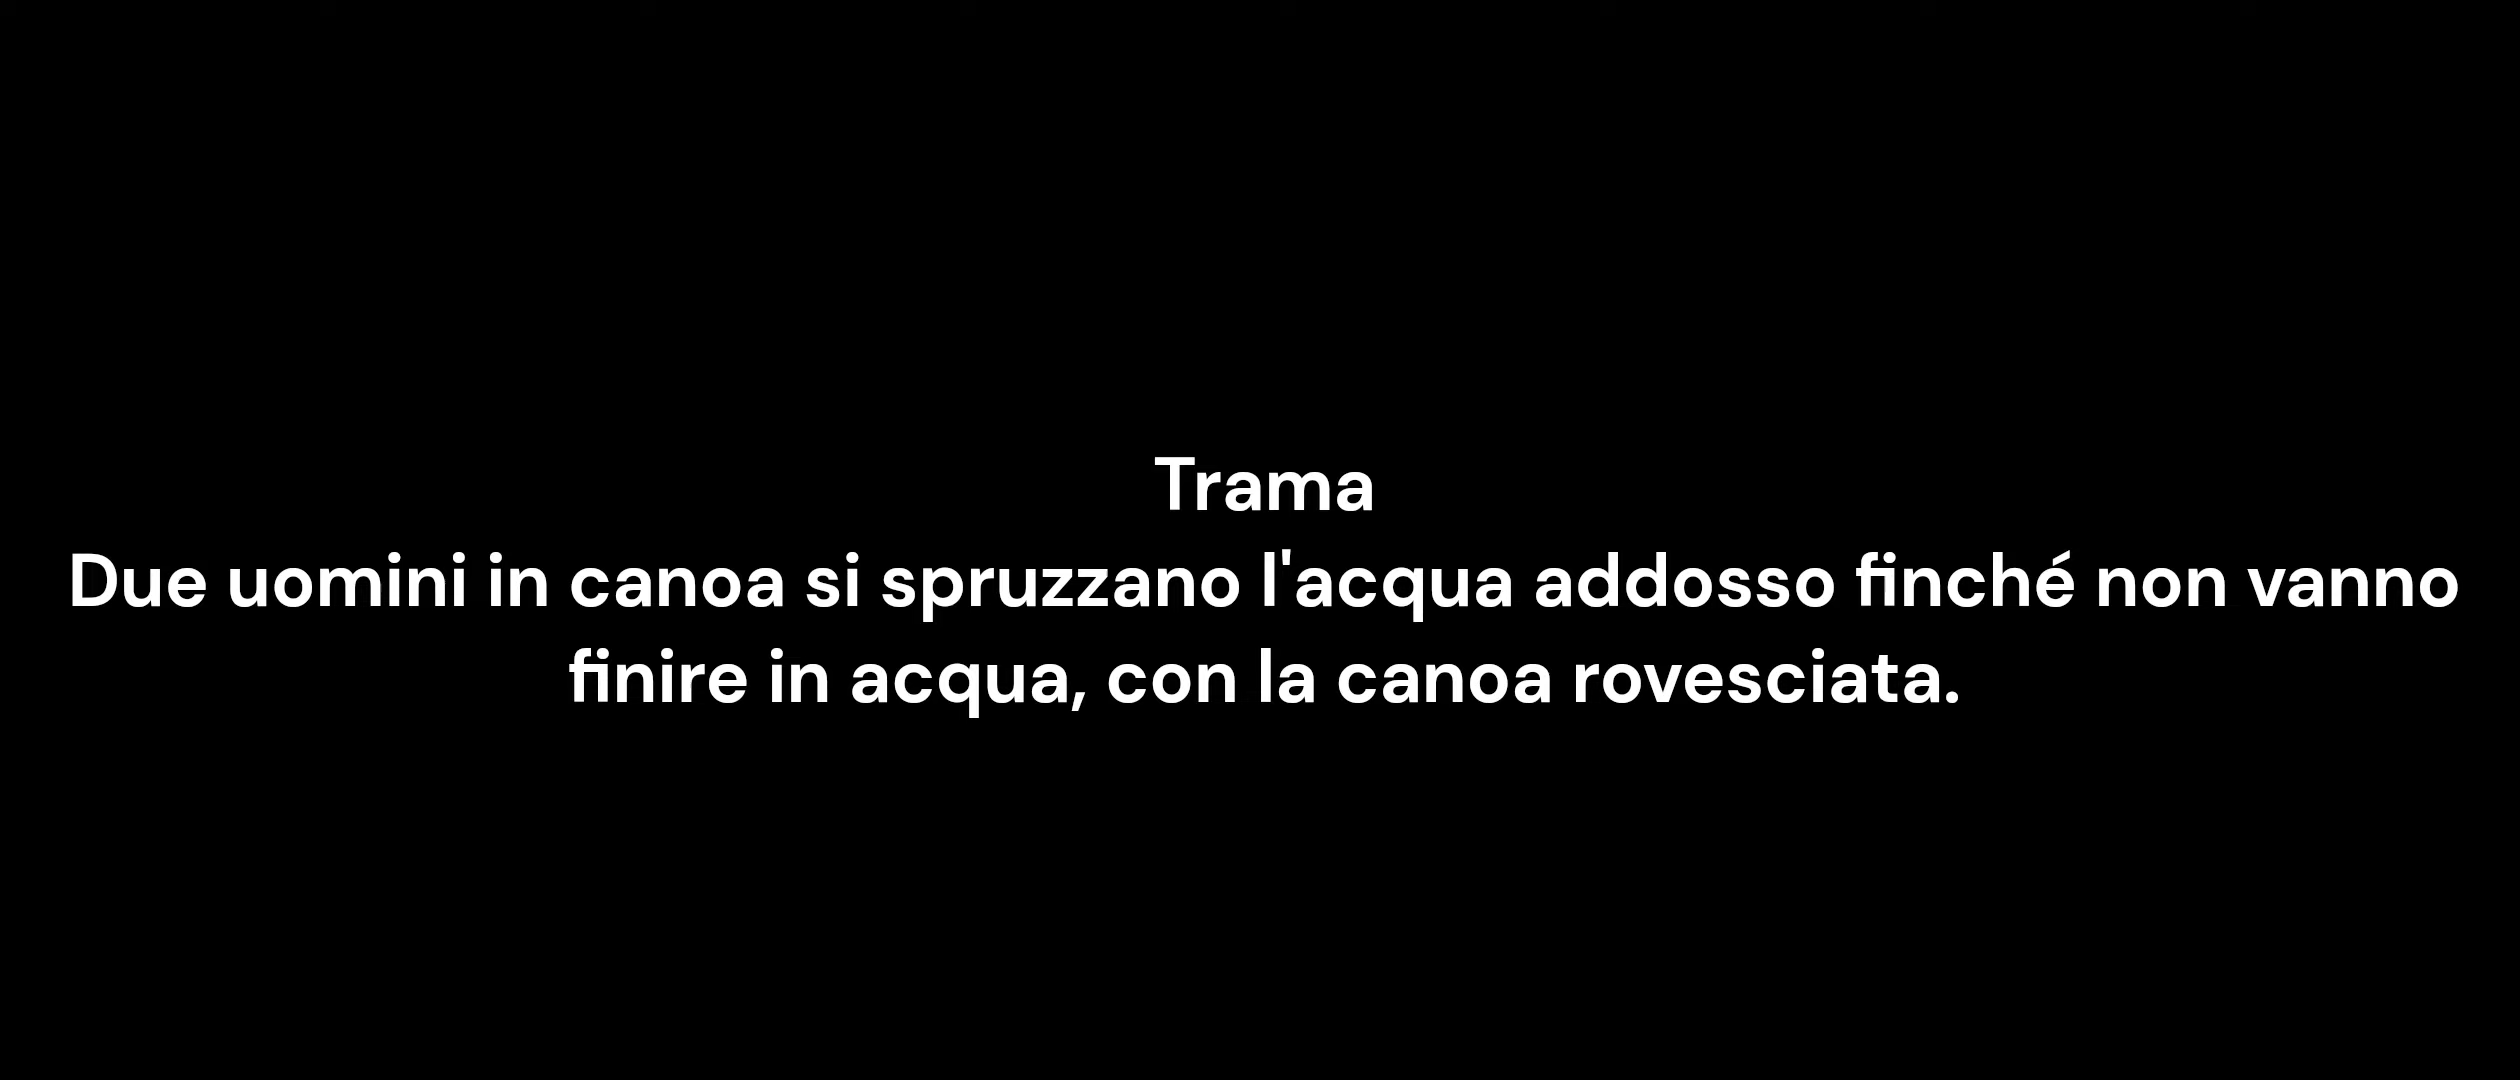 Trama
Due uomini in canoa si spruzzano l'acqua addosso finché non vanno
finire in acqua, con la canoa rovesciata.